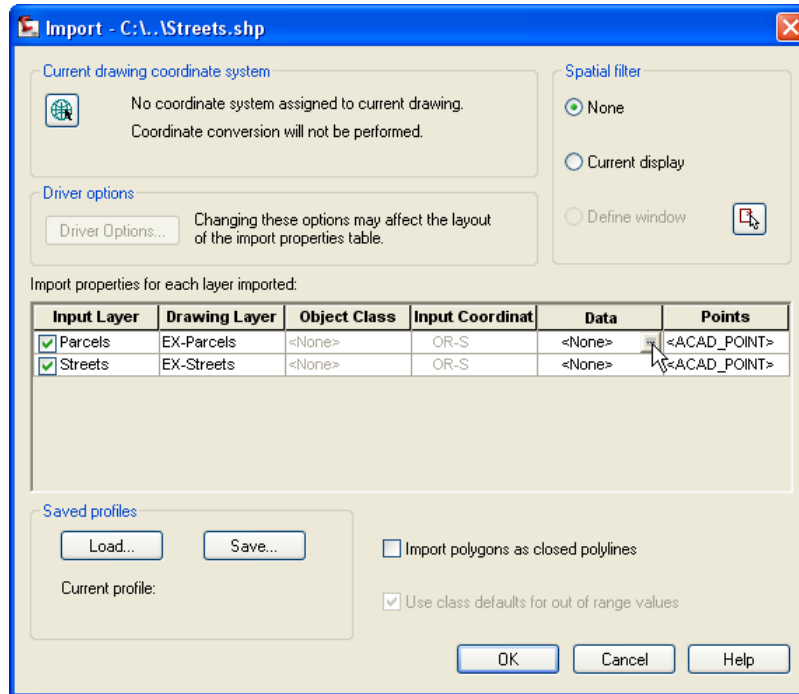 Import - C:\..\Streets.shp
Current drawing coordinate system
No coordinate system assigned to current drawing.
Coordinate conversion will not be performed.
Spatial filter
None
Current display
Define window
Driver options
Driver Options...
Changing these options may affect the layout
of the import properties table.
Import properties for each layer imported:
Input Layer Drawing Layer Object Class Input Coordinat Data Points
Parcels EX-Parcels <None> OR-S <None> ... <ACAD_POINT>
Streets EX-Streets <None> OR-S <None> <ACAD_POINT>
Saved profiles
Load... Save...
Current profile:
Import polygons as closed polylines
Use class defaults for out of range values
OK Cancel Help